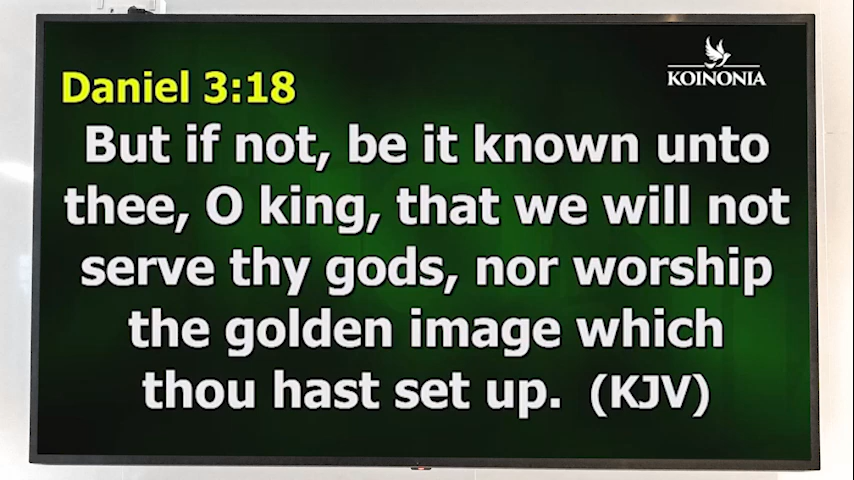 KOINONIA
Daniel 3:18
But if not, be it known unto
thee, O king, that we will not
serve thy gods, nor worship
the golden image which
thou hast set up. (KJV)